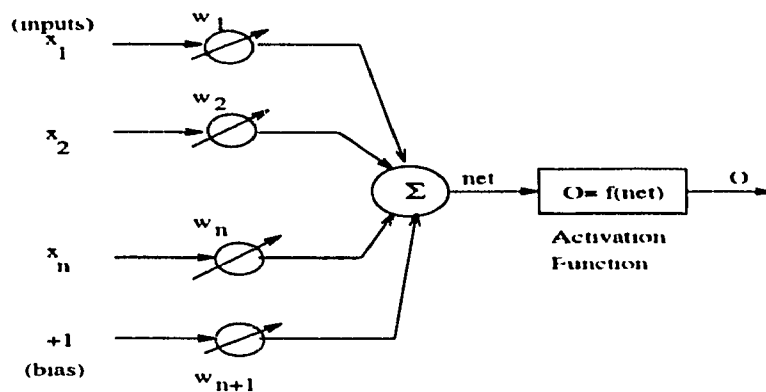 (inputs)
x1
w1
x2
w2
xn
wn
+1
(bias)
wn+1
Σ
net
O= f(net)
O
Activation
Function